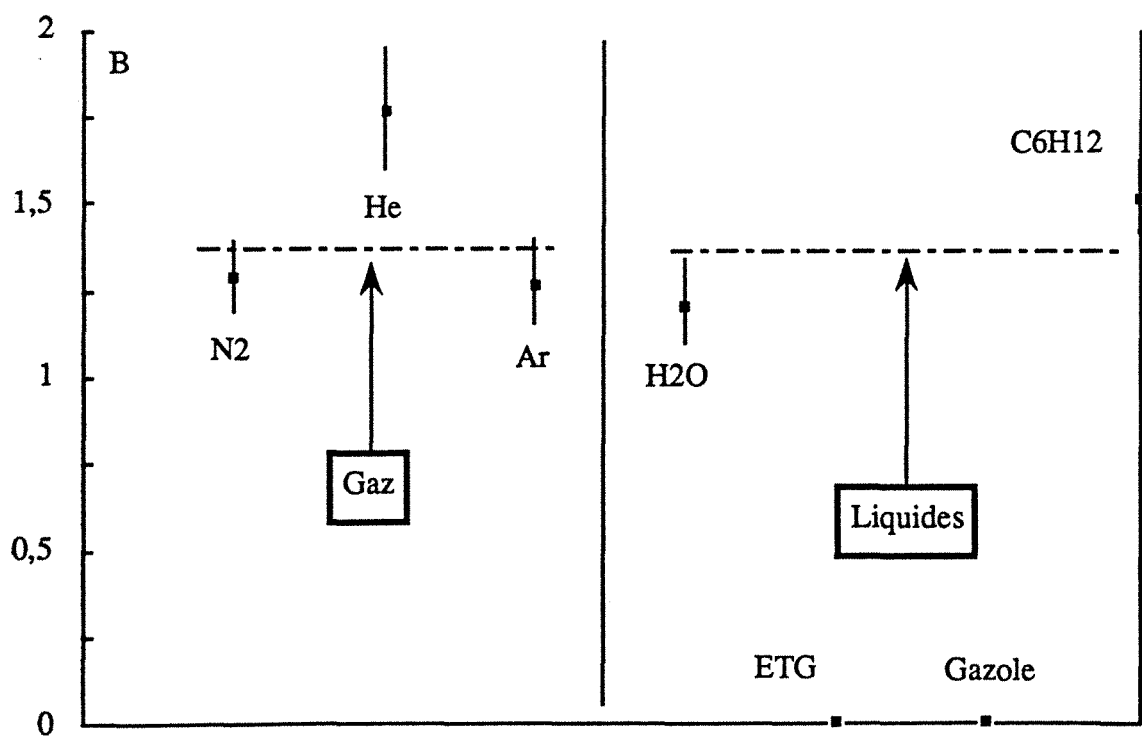 2
B
C6H12
1,5
He
N2
Ar
H2O
1
Gaz
Liquides
0,5
ETG
Gazole
0